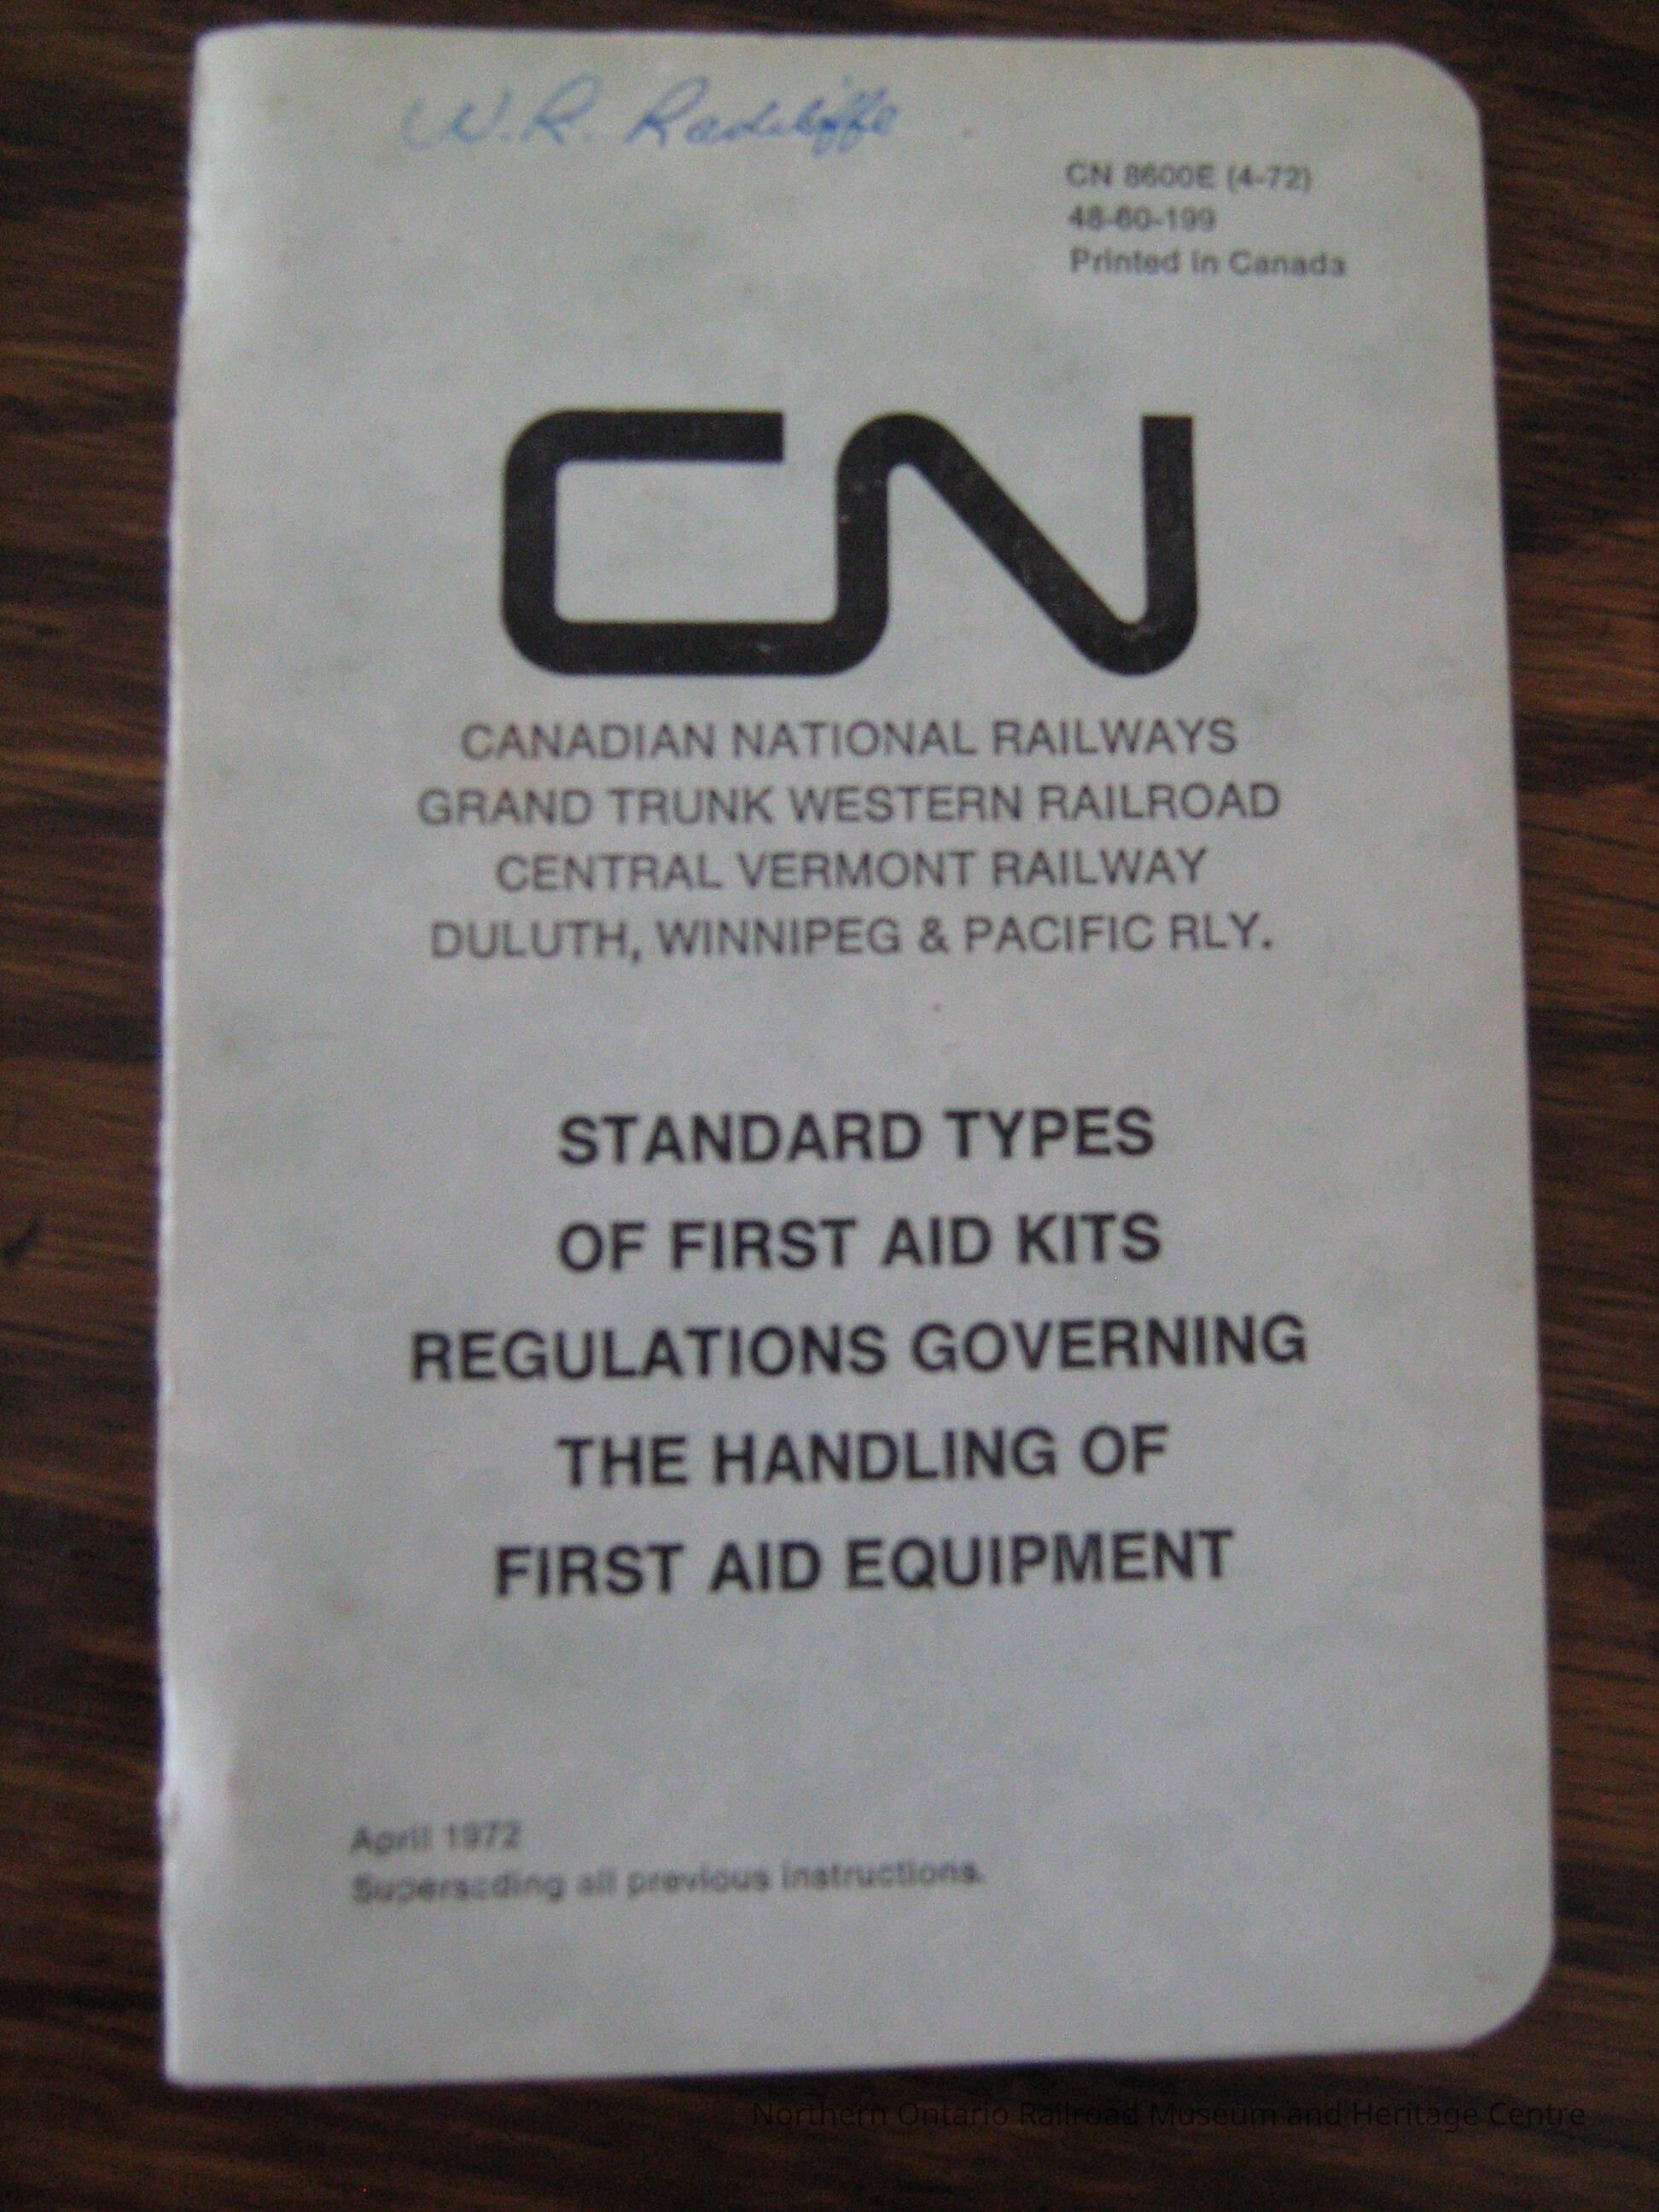 W. R. Radcliffe
CN 8600E (4-72)
48-60-199
Printed in Canada
CN
CANADIAN NATIONAL RAILWAYS
GRAND TRUNK WESTERN RAILROAD
CENTRAL VERMONT RAILWAY
DULUTH, WINNIPEG & PACIFIC RLY.
STANDARD TYPES
OF FIRST AID KITS
REGULATIONS GOVERNING
THE HANDLING OF
FIRST AID EQUIPMENT
April 1972
Superseding all previous instructions.
Northern Ontario Railroad Museum and Heritage Centre